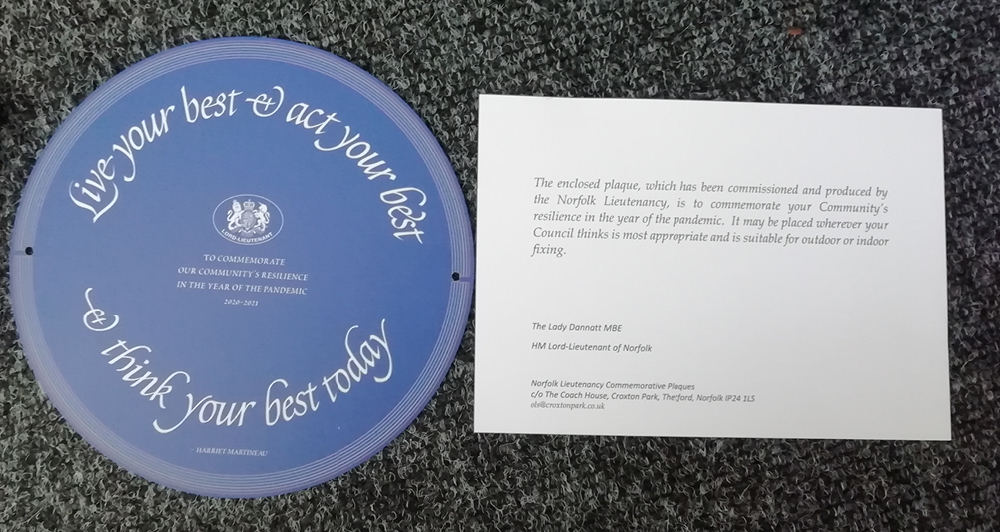 Live your best & act your best
LORD-LIEUTENANT
TO COMMEMORATE
OUR COMMUNITY'S RESILIENCE
IN THE YEAR OF THE PANDEMIC
2020-2021
& think your best today
- HARRIET MARTINEAU
The enclosed plaque, which has been commissioned and produced by
the Norfolk Lieutenancy, is to commemorate your Community's
resilience in the year of the pandemic. It may be placed wherever your
Council thinks is most appropriate and is suitable for outdoor or indoor
fixing.
The Lady Dannatt MBE
HM Lord-Lieutenant of Norfolk
Norfolk Lieutenancy Commemorative Plaques
c/o The Coach House, Croxton Park, Thetford, Norfolk IP24 1LS
ols@croxtonpark.co.uk